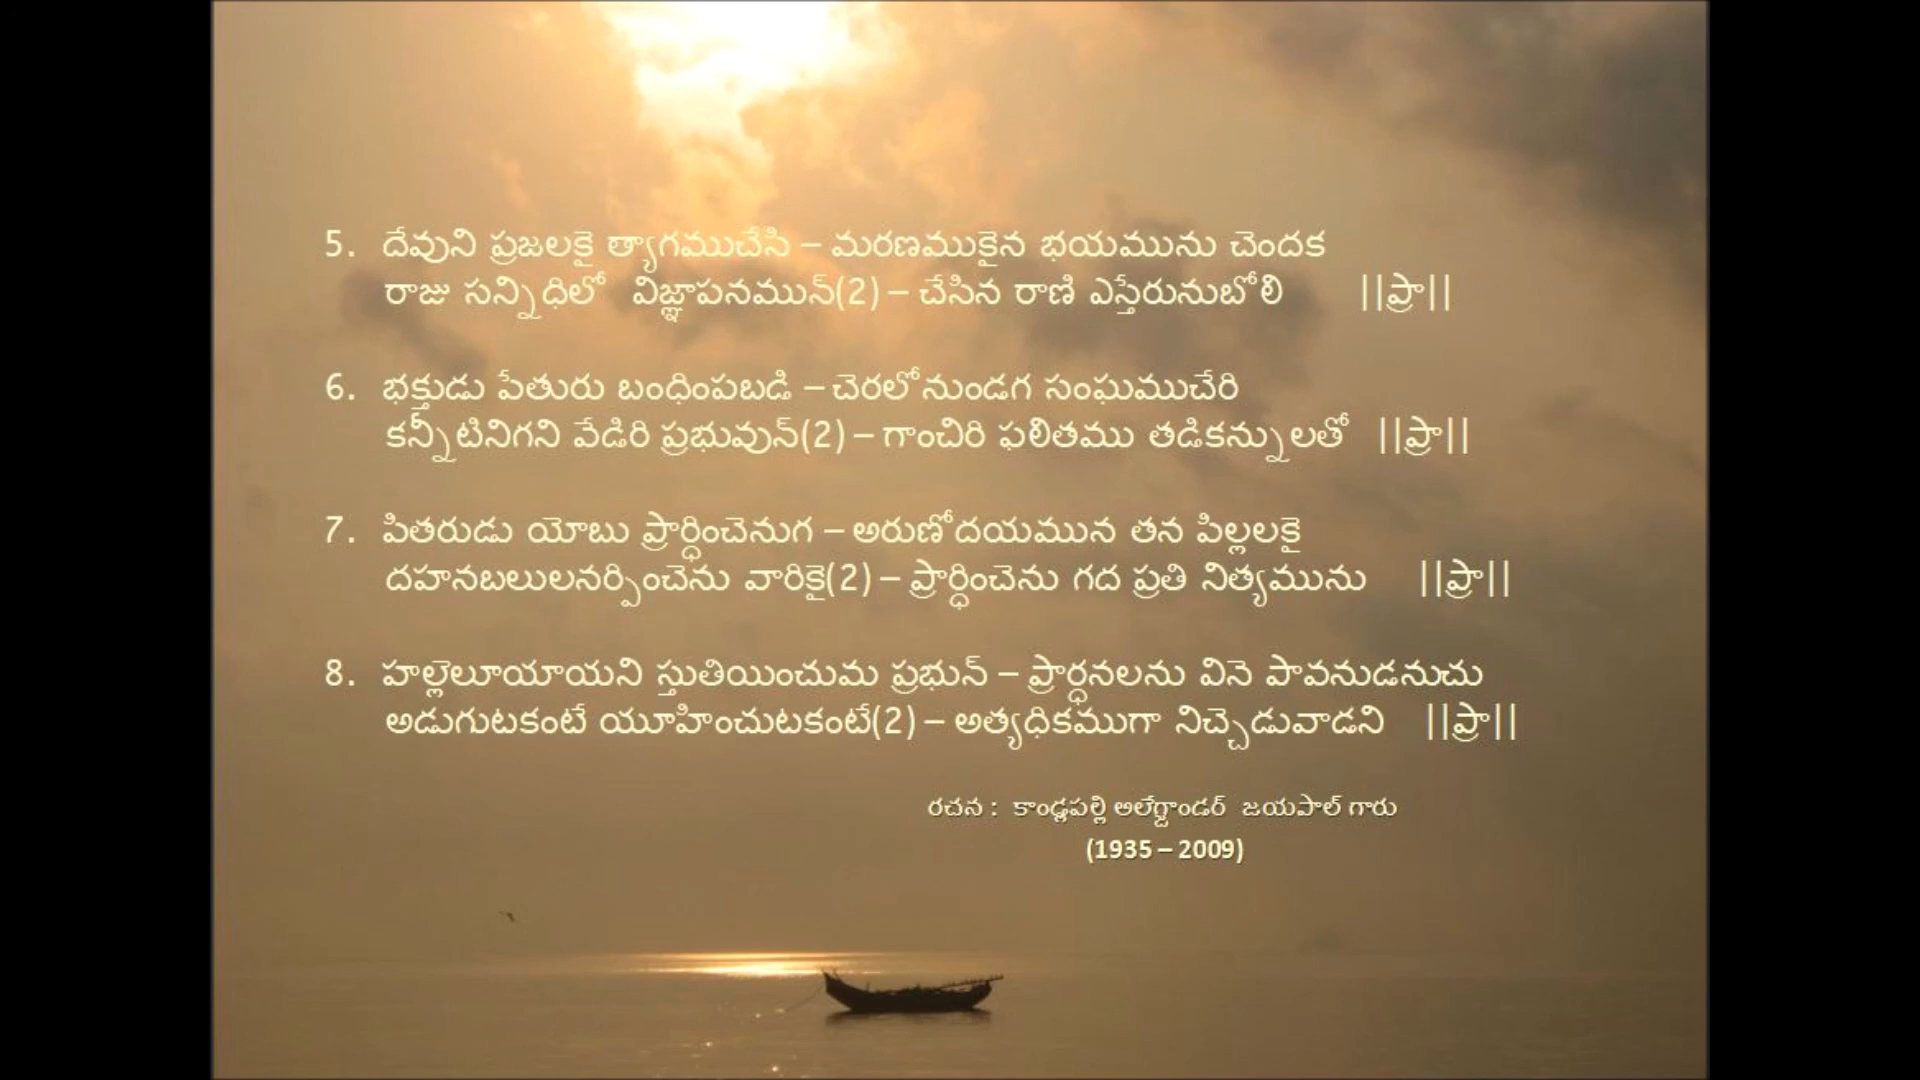 5. దేవుని ప్రజలకై త్యాగముచేసి – మరణముకైన భయమును చెందక
రాజు సన్నిధిలో విజ్ఞాపనమున్(2) – చేసిన రాణి ఎస్తేరునుబోలి ||ప్రా||
6. భక్తుడు పేతురు బంధింపబడి – చెరలోనుండగ సంఘముచేరి
కన్నీటినిగని వేడిరి ప్రభువున్(2) – గాంచిరి ఫలితము తడికన్నులతో ||ప్రా||
7. పితరుడు యోబు ప్రార్ధించెనుగ – అరుణోదయమున తన పిల్లలకై
దహనబలులనర్పించెను వారికై(2) – ప్రార్ధించెను గద ప్రతి నిత్యమును ||ప్రా||
8. హల్లెలూయాయని స్తుతియించుమ ప్రభున్ – ప్రార్ధనలను వినె పావనుడనుచు
అడుగుటకంటే యూహించుటకంటే(2) – అత్యధికముగా నిచ్చెడువాడని ||ప్రా||
రచన : కాండ్లపల్లి అలేగ్జాండర్ జయపాల్ గారు
(1935 – 2009)